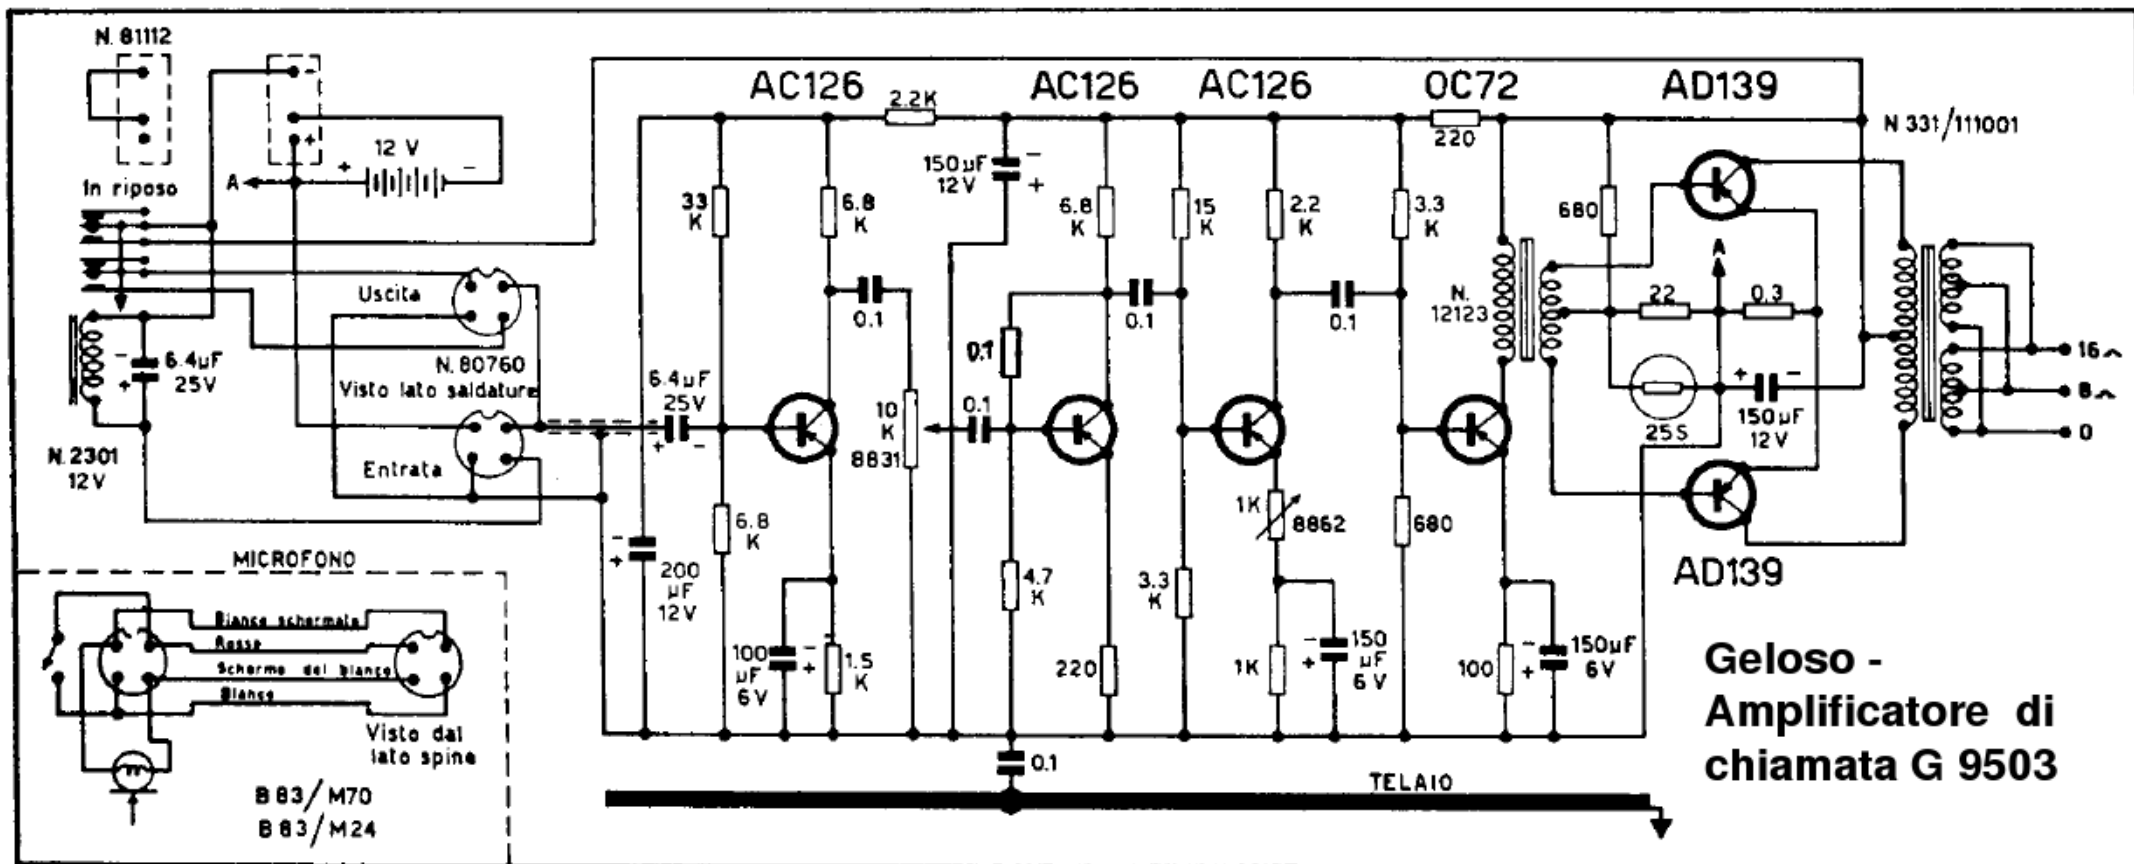 N. 81112
-
+
12 V
+
-
A
In riposo
AC126
2.2K
AC126
AC126
OC72
220
AD139
N 331/111001
150µF
12V
-
+
33
K
6.8
K
6.8
K
15
K
2.2
K
3.3
K
680
A
Uscita
0.1
0.1
0.1
N.
12123
22
0.3
-
+
6.4µF
25V
N. 80760
Visto lato saldature
6.4µF
25V
+
-
10
K
8831
0.1
0.1
25S
+
-
150µF
12V
16
8
0
N. 2301
12V
Entrata
6.8
K
1K
8862
680
AD139
-
+
200
µF
12V
4.7
K
3.3
K
MICROFONO
Bianco schermato
Rosso
Schermo del bianco
Bianco
Visto dal
lato spine
100
µF
6V
-
+
1.5
K
220
1K
-
+
150
µF
6V
100
-
+
150µF
6V
0.1
TELAIO
B83/M70
B83/M24
Geloso -
Amplificatore di
chiamata G 9503